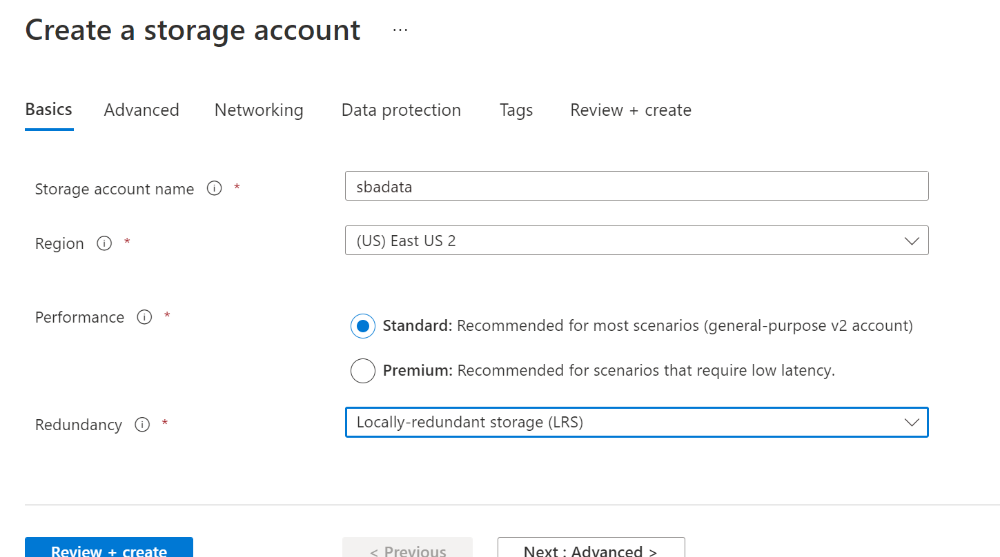 Create a storage account ...
Basics Advanced Networking Data protection Tags Review + create
Storage account name i * sbadata
Region i * (US) East US 2
Performance i * Standard: Recommended for most scenarios (general-purpose v2 account)
Premium: Recommended for scenarios that require low latency.
Redundancy i * Locally-redundant storage (LRS)
Review + create < Previous Next : Advanced >